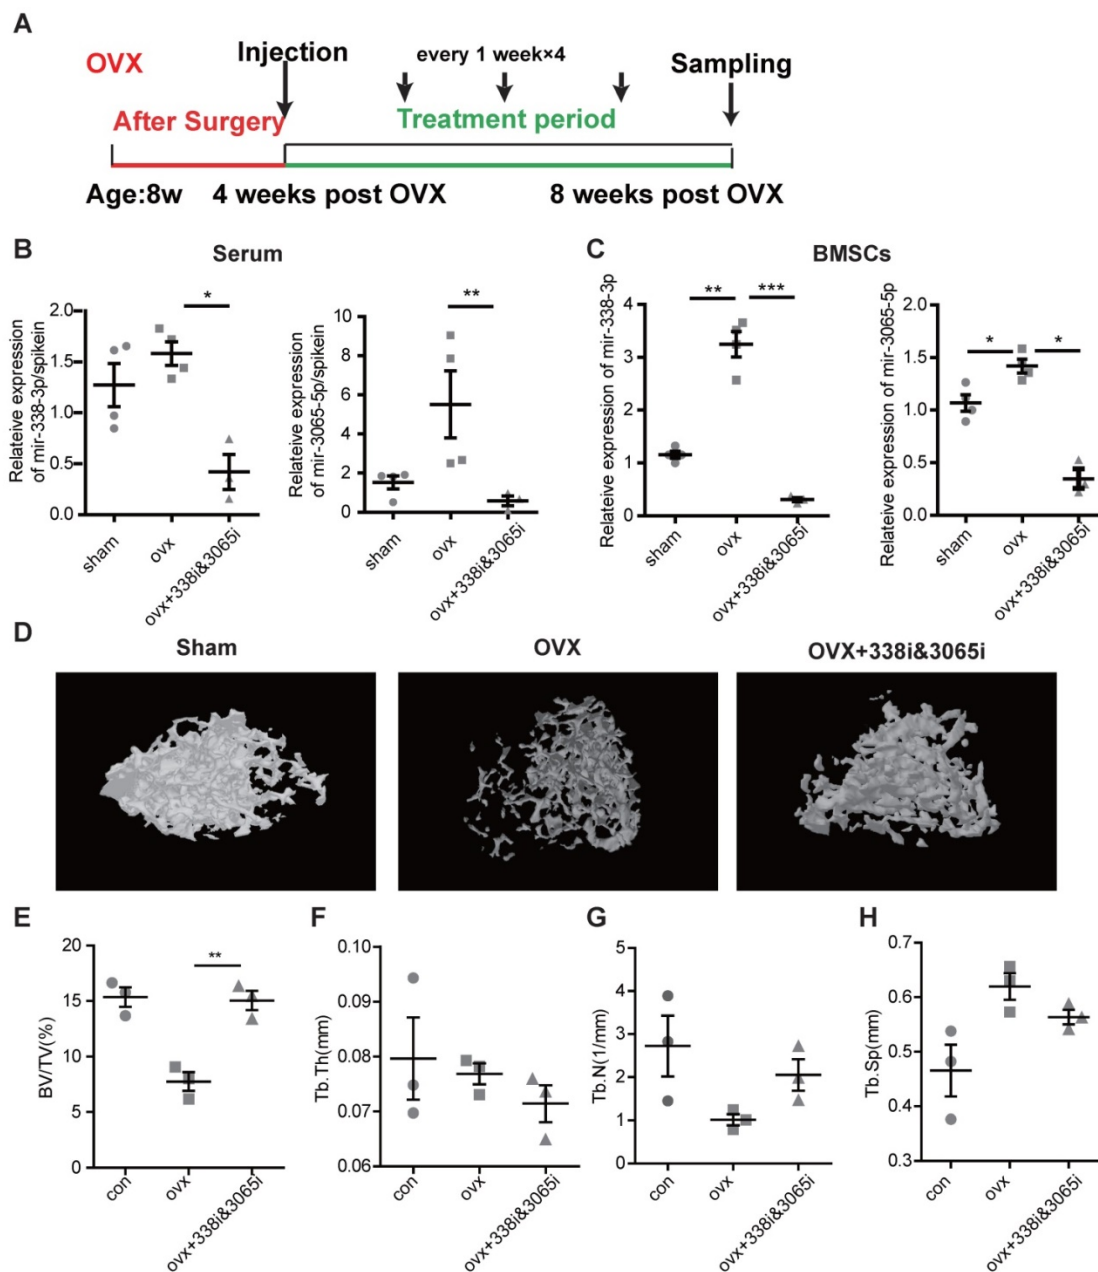 A
OVX
Injection
every 1 week×4
Sampling
After Surgery
Treatment period
Age:8w
4 weeks post OVX
8 weeks post OVX
B
Serum
Relateive expression
of mir-338-3p/spikein
2.0
1.5
1.0
0.5
0.0
*
sham
ovx
ovx+338i&3065i
Relateive expression
of mir-3065-5p/spikein
10
8
6
4
2
0
**
sham
ovx
ovx+338i&3065i
C
BMSCs
Relateive expression of mir-338-3p
4
3
2
1
0
**
***
sham
ovx
ovx+338i&3065i
Relateive expression of mir-3065-5p
2.0
1.5
1.0
0.5
0.0
*
*
sham
ovx
ovx+338i&3065i
D
Sham
OVX
OVX+338i&3065i
E
BV/TV(%)
20
15
10
5
0
**
con
ovx
ovx+338i&3065i
F
Tb.Th(mm)
0.10
0.09
0.08
0.07
0.06
con
ovx
ovx+338i&3065i
G
Tb.N(1/mm)
5
4
3
2
1
0
con
ovx
ovx+338i&3065i
H
Tb.Sp(mm)
0.7
0.6
0.5
0.4
0.3
con
ovx
ovx+338i&3065i